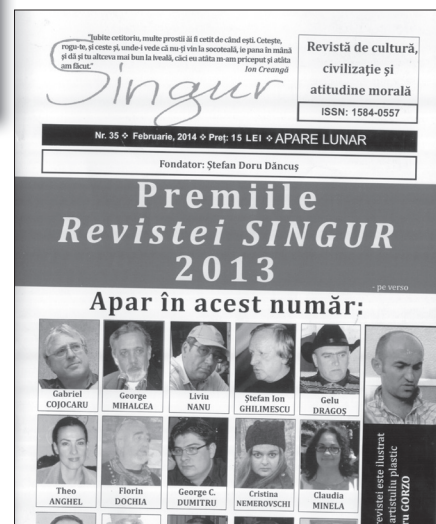 "Iubite cetitoriu, multe prostii ăi fi cetit de când ești. Cetește,
rogu-te, și ceste și, unde-i vede că nu-ți vin la socoteală, ie pana în mână
și dă și tu altceva mai bun la iveală, căci eu atâta m-am priceput și atâta
am făcut."
Ion Creangă
Singur
Revistă de cultură,
civilizație și
atitudine morală
ISSN: 1584-0557
Nr. 35 ❖ Februarie, 2014 ❖ Preț: 15 LEI ❖ APARE LUNAR
Fondator: Ștefan Doru Dăncuș
Premiile
Revistei SINGUR
2013
- pe verso
Apar în acest număr:
Gabriel
COJOCARU
George
MIHALCEA
Liviu
NANU
Ștefan Ion
GHILIMESCU
Gelu
DRAGOȘ
Theo
ANGHEL
Florin
DOCHIA
George C.
DUMITRU
Cristina
NEMEROVSCHI
Claudia
MINELA
revistei este ilustrat
artistului plastic
ru GORZO